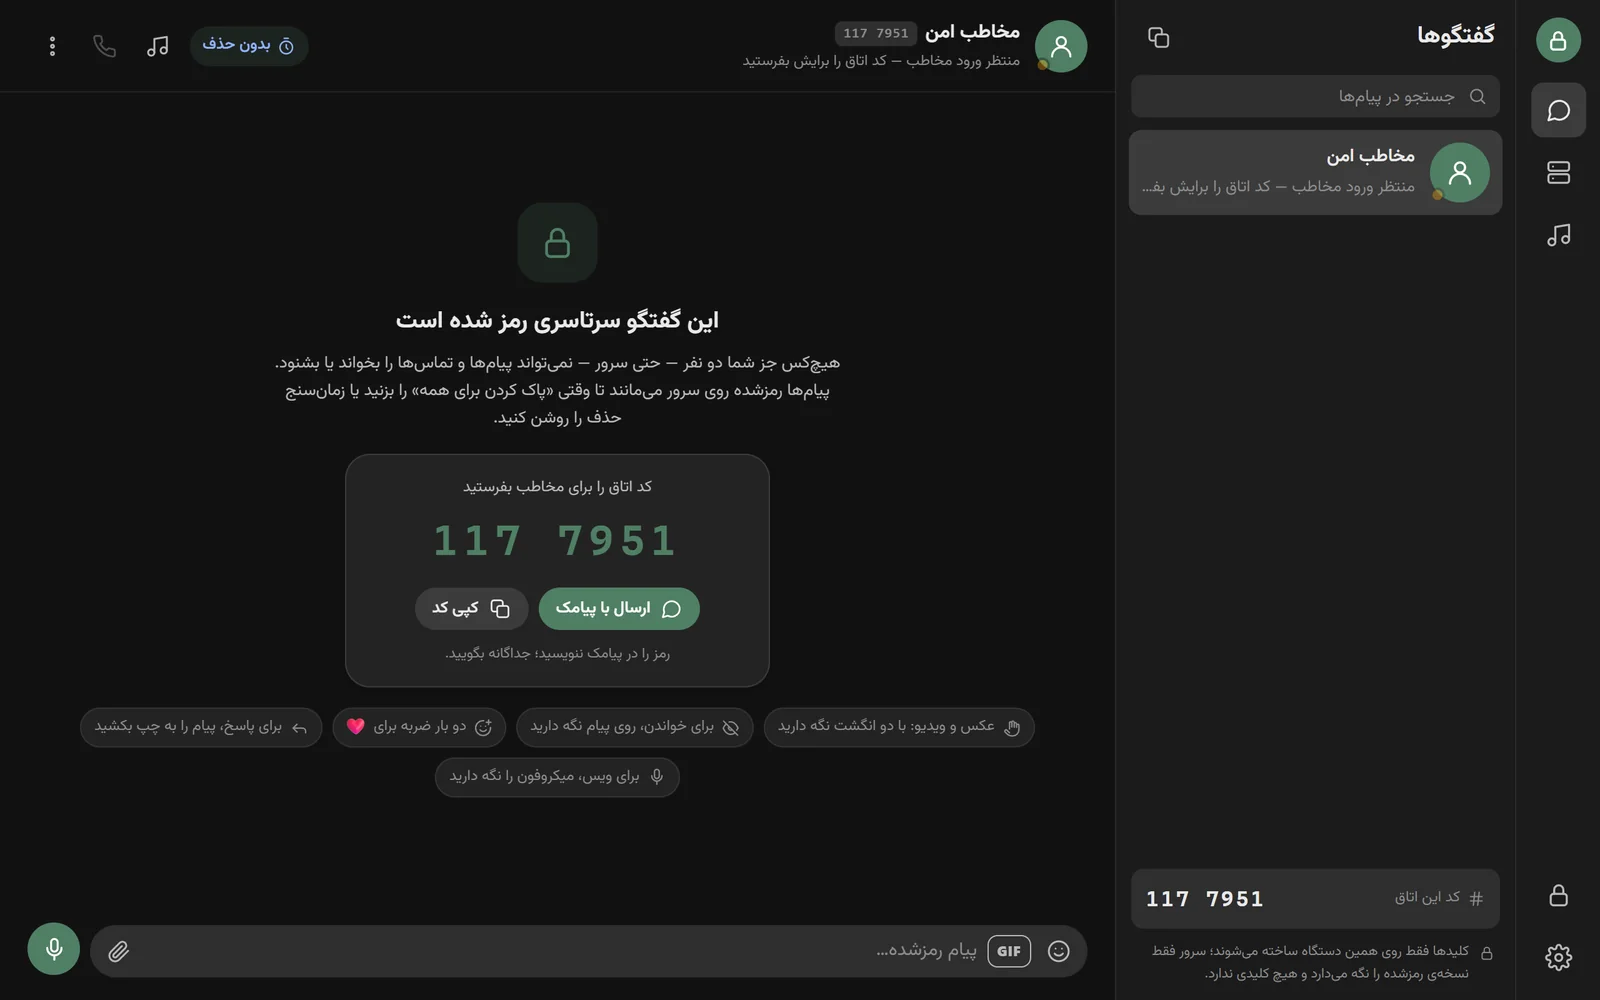 گفتگوها
جستجو در پیام‌ها
مخاطب امن
منتظر ورود مخاطب — کد اتاق را برایش بف...
کد این اتاق
117 7951
کلیدها فقط روی همین دستگاه ساخته می‌شوند؛ سرور فقط
نسخه‌ی رمزشده را نگه می‌دارد و هیچ کلیدی ندارد.
مخاطب امن 117 7951
منتظر ورود مخاطب — کد اتاق را برایش بفرستید
بدون حذف
این گفتگو سرتاسری رمز شده است
هیچ‌کس جز شما دو نفر — حتی سرور — نمی‌تواند پیام‌ها و تماس‌ها را بخواند یا بشنود.
پیام‌ها رمزشده روی سرور می‌مانند تا وقتی «پاک کردن برای همه» را بزنید یا زمان‌سنج
حذف را روشن کنید.
کد اتاق را برای مخاطب بفرستید
117 7951
ارسال با پیامک
کپی کد
رمز را در پیامک ننویسید؛ جداگانه بگویید.
عکس و ویدیو: با دو انگشت نگه دارید
برای خواندن، روی پیام نگه دارید
دو بار ضربه برای
برای پاسخ، پیام را به چپ بکشید
برای ویس، میکروفون را نگه دارید
GIF
پیام رمزشده...